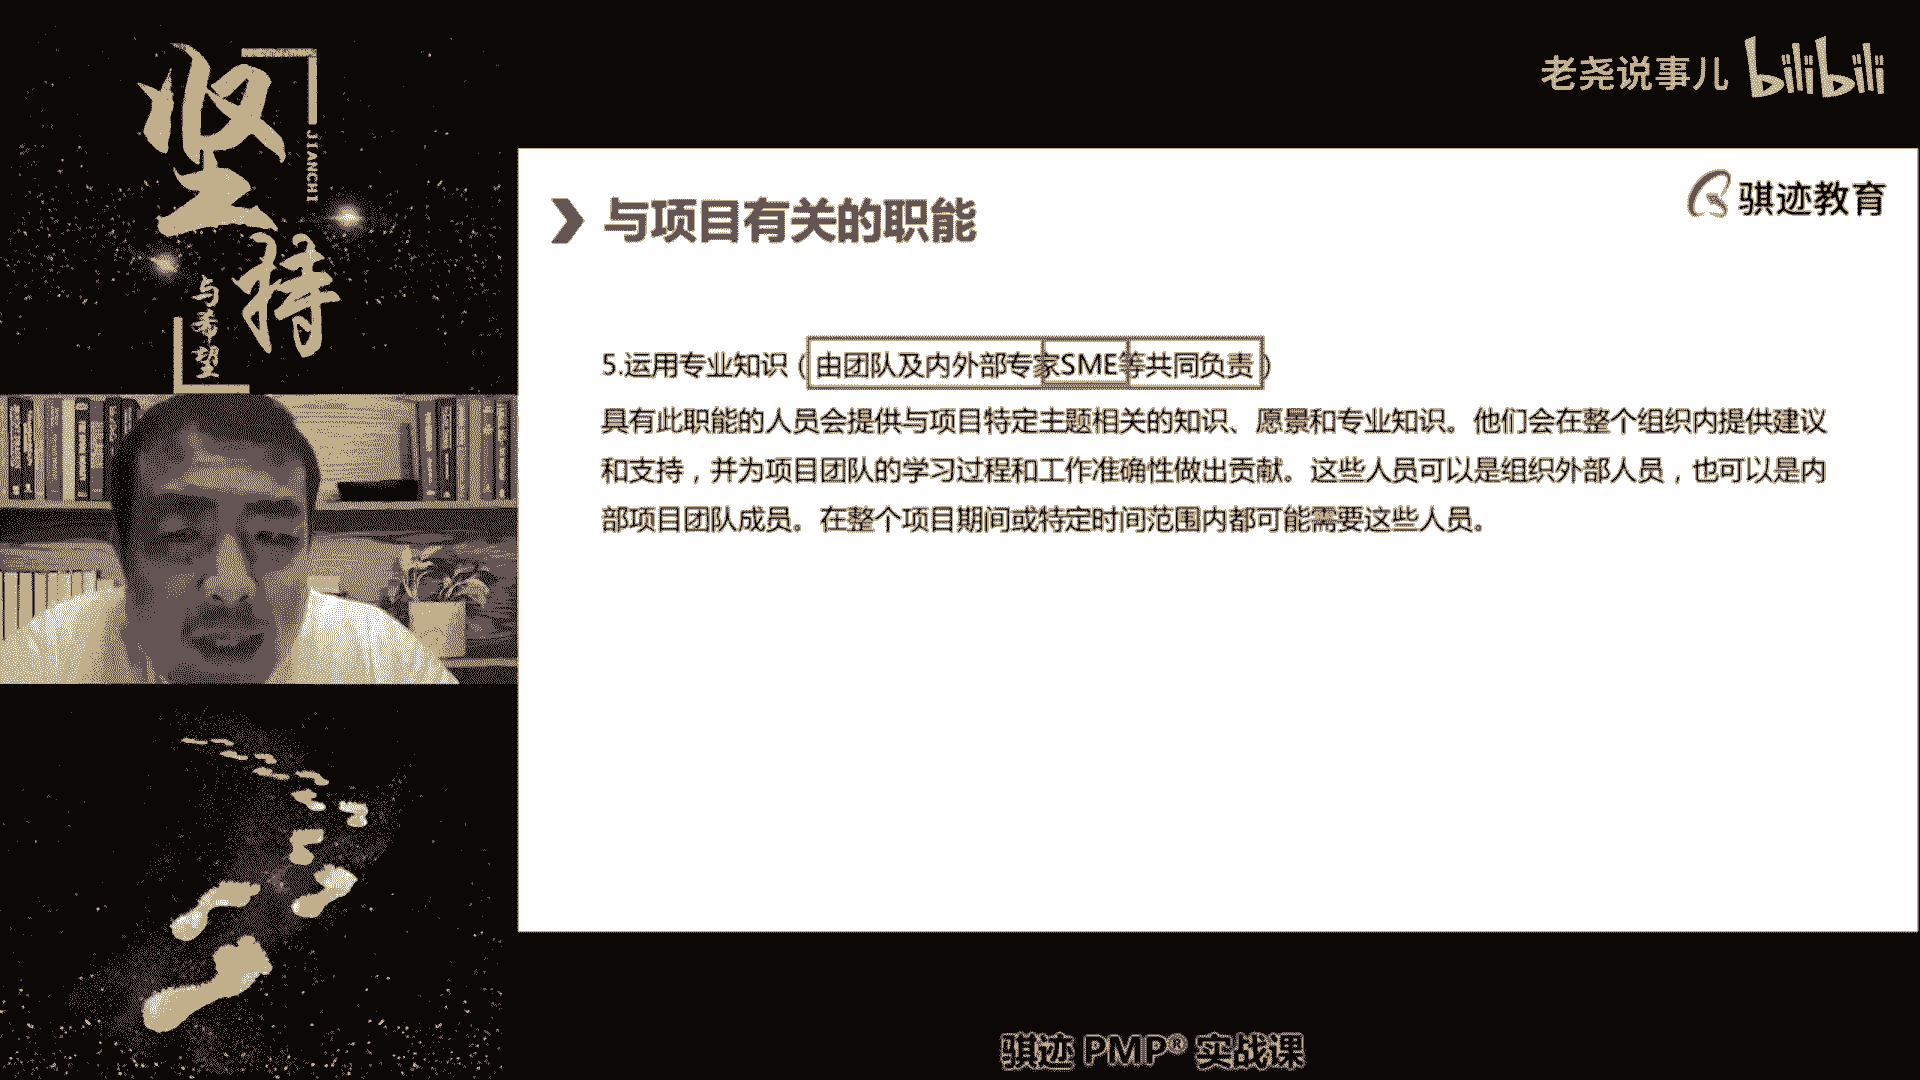 坚持
JIANCHI
与希望
老尧说事儿 bilibili
骐迹教育
与项目有关的职能
5.运用专业知识（由团队及内外部专家SME等共同负责）
具有此职能的人员会提供与项目特定主题相关的知识、愿景和专业知识。他们会在整个组织内提供建议
和支持，并为项目团队的学习过程和工作准确性做出贡献。这些人员可以是组织外部人员，也可以是内
部项目团队成员。在整个项目期间或特定时间范围内都可能需要这些人员。
骐迹 PMP® 实战课